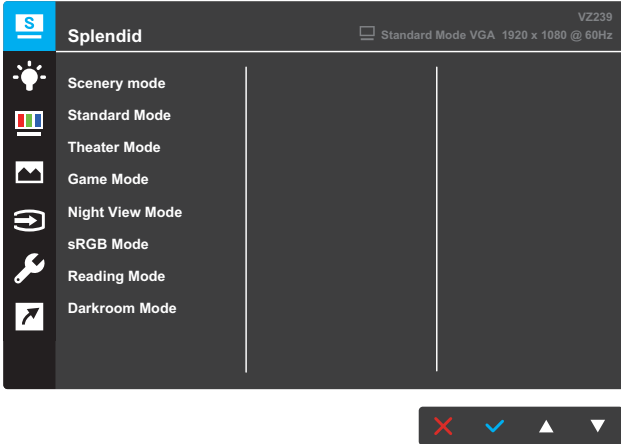 S
VZ239
Splendid
Standard Mode VGA 1920 x 1080 @ 60Hz
Scenery mode
Standard Mode
Theater Mode
Game Mode
Night View Mode
sRGB Mode
Reading Mode
Darkroom Mode